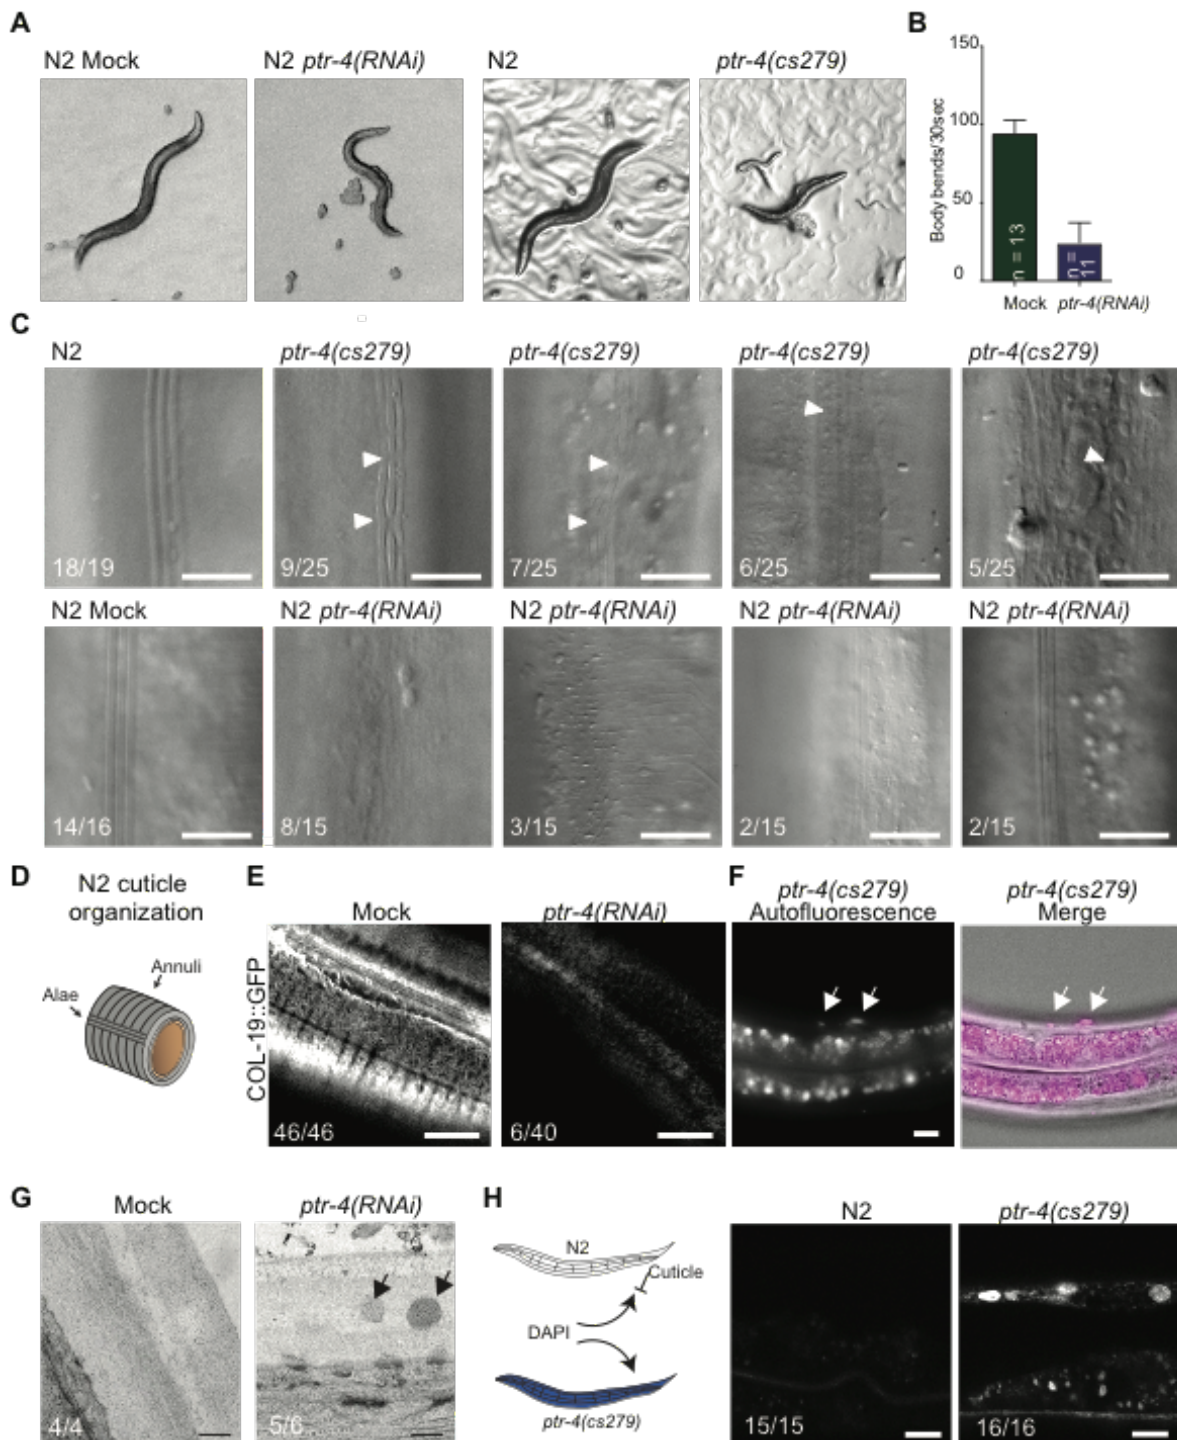 A
B
N2 Mock
N2 ptr-4(RNAi)
N2
ptr-4(cs279)
150
100
50
0
Body bends/30sec
n = 13
n = 11
Mock
ptr-4(RNAi)
C
N2
ptr-4(cs279)
ptr-4(cs279)
ptr-4(cs279)
ptr-4(cs279)
18/19
9/25
7/25
6/25
5/25
N2 Mock
N2 ptr-4(RNAi)
N2 ptr-4(RNAi)
N2 ptr-4(RNAi)
N2 ptr-4(RNAi)
14/16
8/15
3/15
2/15
2/15
D
N2 cuticle
organization
Annuli
Alae
E
Mock
ptr-4(RNAi)
COL-19::GFP
46/46
6/40
F
ptr-4(cs279)
Autofluorescence
ptr-4(cs279)
Merge
G
Mock
ptr-4(RNAi)
4/4
5/6
H
N2
Cuticle
DAPI
ptr-4(cs279)
N2
ptr-4(cs279)
15/15
16/16